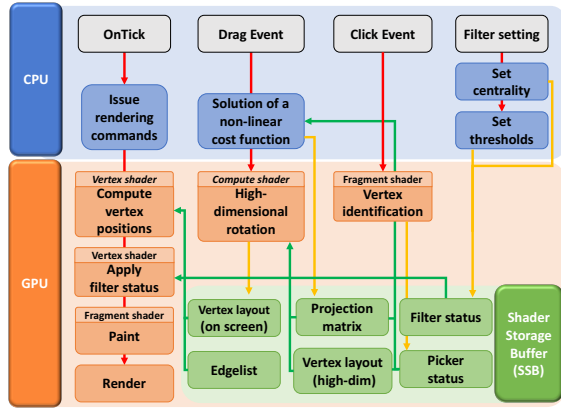 OnTick
Drag Event
Click Event
Filter setting
CPU
Issue
rendering
commands
Solution of a
non-linear
cost function
Set
centrality
Set
thresholds
GPU
Vertex shader
Compute
vertex
positions
Compute shader
High-
dimensional
rotation
Fragment shader
Vertex
identification
Vertex shader
Apply
filter status
Fragment shader
Paint
Render
Vertex layout
(on screen)
Projection
matrix
Filter status
Edgelist
Vertex layout
(high-dim)
Picker
status
Shader
Storage
Buffer
(SSB)